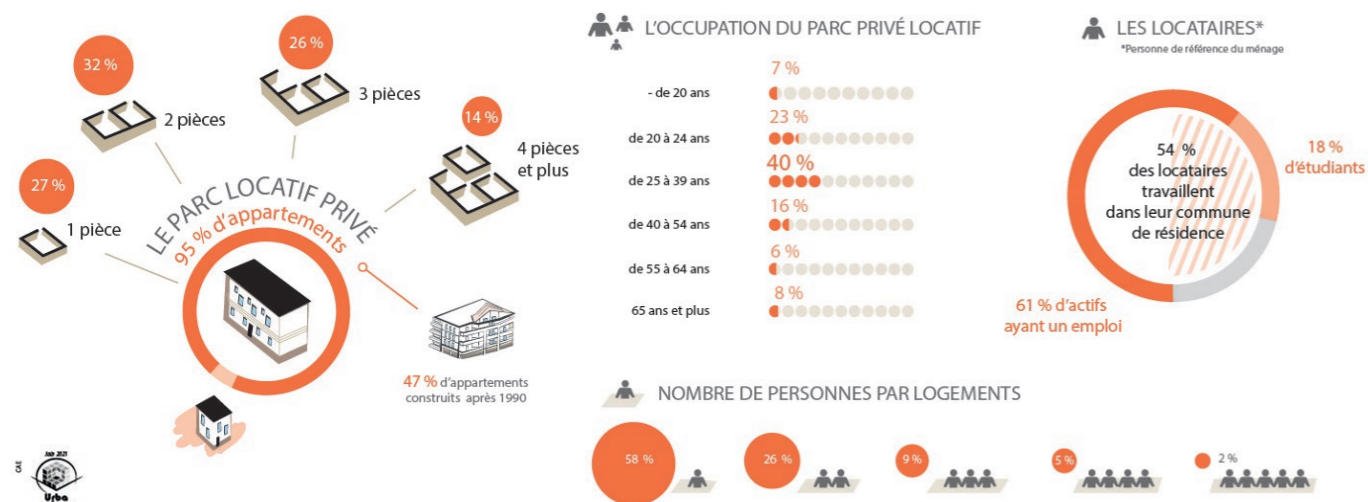 32 %
2 pièces
26 %
3 pièces
14 %
4 pièces
et plus
27 %
1 pièce
LE PARC LOCATIF PRIVÉ
95 % d'appartements
47 % d'appartements
construits après 1990
CAE
Urba
L'OCCUPATION DU PARC PRIVÉ LOCATIF
7 %
- de 20 ans
23 %
de 20 à 24 ans
40 %
de 25 à 39 ans
16 %
de 40 à 54 ans
6 %
de 55 à 64 ans
8 %
65 ans et plus
LES LOCATAIRES*
*Personne de référence du ménage
54 %
des locataires
travaillent
dans leur commune
de résidence
18 %
d'étudiants
61 % d'actifs
ayant un emploi
NOMBRE DE PERSONNES PAR LOGEMENTS
58 %
26 %
9 %
5 %
2 %